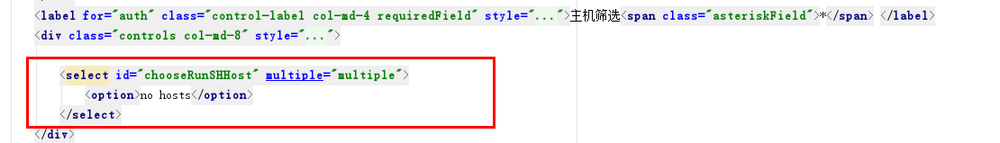 <label for="auth" class="control-label col-md-4 requiredField" style="...">主机筛选<span class="asteriskField">*</span> </label>
<div class="controls col-md-8" style="...">
<select id="chooseRunSHHost" multiple="multiple">
<option>no hosts</option>
</select>
</div>